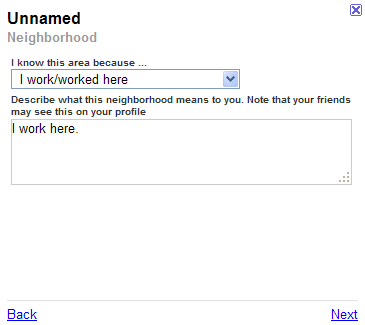 Unnamed
Neighborhood
I know this area because ...
I work/worked here
Describe what this neighborhood means to you. Note that your friends
may see this on your profile
I work here.
Back Next